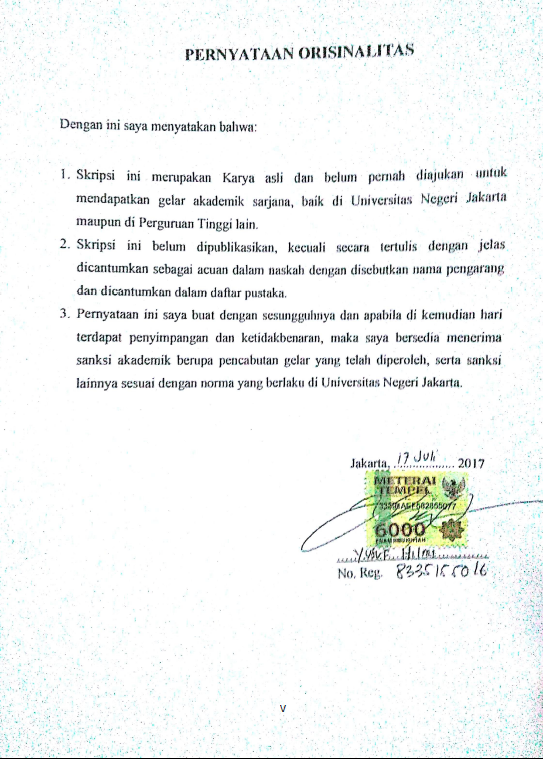 PERNYATAAN ORISINALITAS
Dengan ini saya menyatakan bahwa:
1. Skripsi ini merupakan Karya asli dan belum pernah diajukan untuk
mendapatkan gelar akademik sarjana, baik di Universitas Negeri Jakarta
maupun di Perguruan Tinggi lain.
2. Skripsi ini belum dipublikasikan, kecuali secara tertulis dengan jelas
dicantumkan sebagai acuan dalam naskah dengan disebutkan nama pengarang
dan dicantumkan dalam daftar pustaka.
3. Pernyataan ini saya buat dengan sesungguhnya dan apabila di kemudian hari
terdapat penyimpangan dan ketidakbenaran, maka saya bersedia menerima
sanksi akademik berupa pencabutan gelar yang telah diperoleh, serta sanksi
lainnya sesuai dengan norma yang berlaku di Universitas Negeri Jakarta.
Jakarta, 17 Juli 2017
METERAI
TEMPEL
6000
ENAM RIBU RUPIAH
Yusuf Hilmi
No. Reg. 8335155016
V